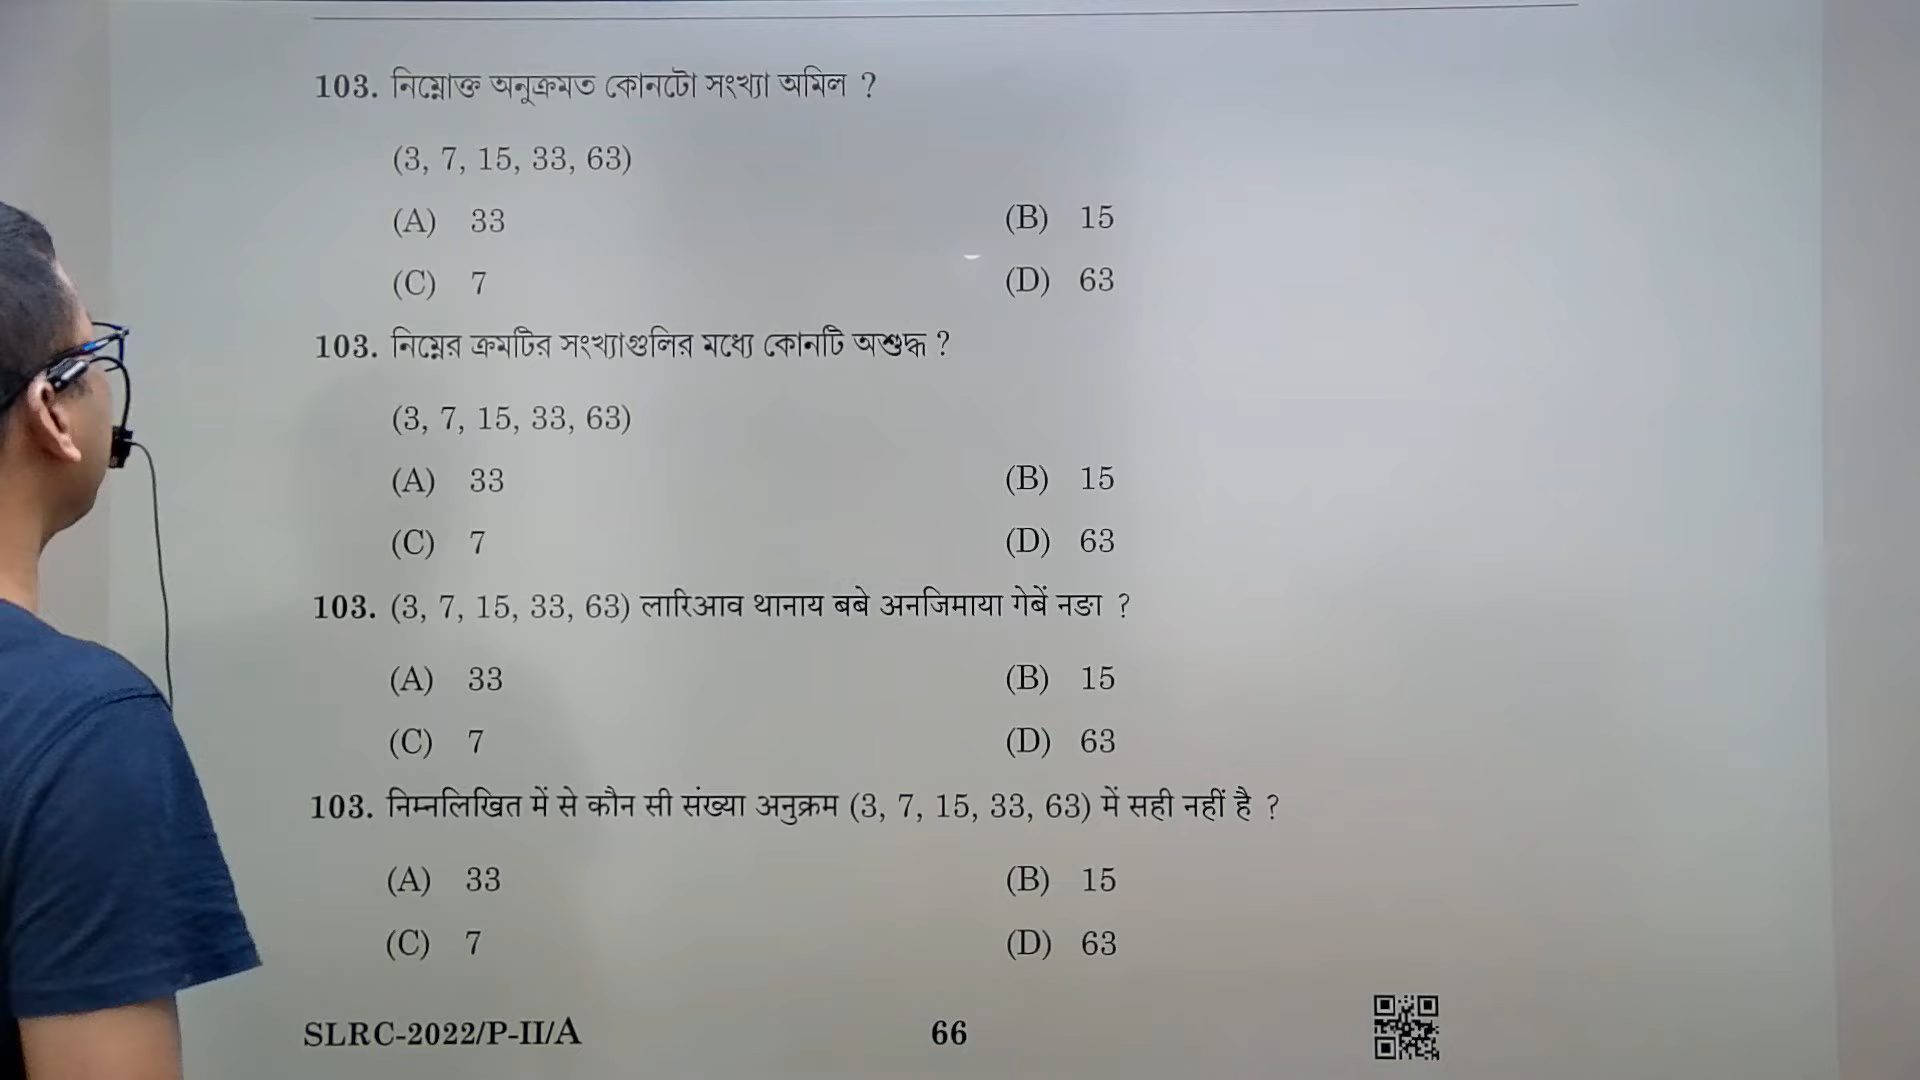 103. নিম্নোক্ত অনুক্ৰমত কোনটো সংখ্যা অমিল ?
(3, 7, 15, 33, 63)
(A) 33 (B) 15
(C) 7 (D) 63
103. নিম্নের ক্রমটির সংখ্যাগুলির মধ্যে কোনটি অশুদ্ধ ?
(3, 7, 15, 33, 63)
(A) 33 (B) 15
(C) 7 (D) 63
103. (3, 7, 15, 33, 63) लारिआव थानाय बबे अनजिमाया गेबें नङा ?
(A) 33 (B) 15
(C) 7 (D) 63
103. निम्नलिखित में से कौन सी संख्या अनुक्रम (3, 7, 15, 33, 63) में सही नहीं है ?
(A) 33 (B) 15
(C) 7 (D) 63
SLRC-2022/P-II/A 66